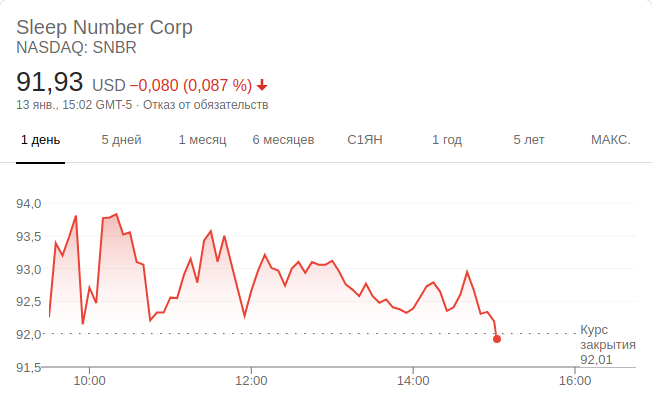 Sleep Number Corp
NASDAQ: SNBR
91,93 USD −0,080 (0,087 %)
13 янв., 15:02 GMT-5 · Отказ от обязательств
1 день 5 дней 1 месяц 6 месяцев С1ЯН 1 год 5 лет МАКС.
94,0
93,5
93,0
92,5
92,0
91,5
Курс
закрытия
92,01
10:00 12:00 14:00 16:00